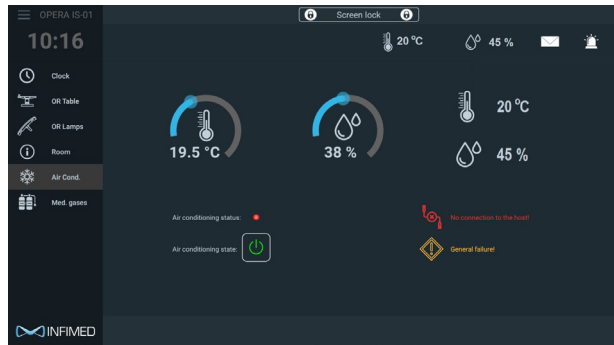 OPERA IS-01
Screen lock
10:16
20 °C
45 %
Clock
OR Table
OR Lamps
Room
Air Cond.
Med. gases
19.5 °C
38 %
20 °C
45 %
Air conditioning status:
No connection to the host!
Air conditioning state:
General failure!
INFIMED